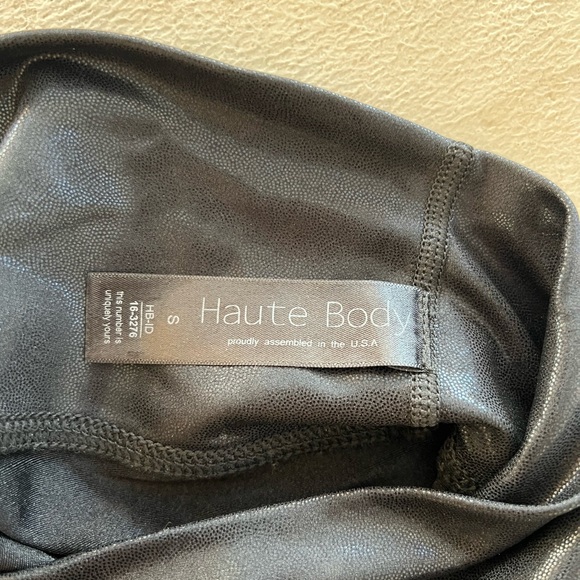 Haute Body
proudly assembled in the U.S.A
S
HB-ID
16-3276
this number is
uniquely yours